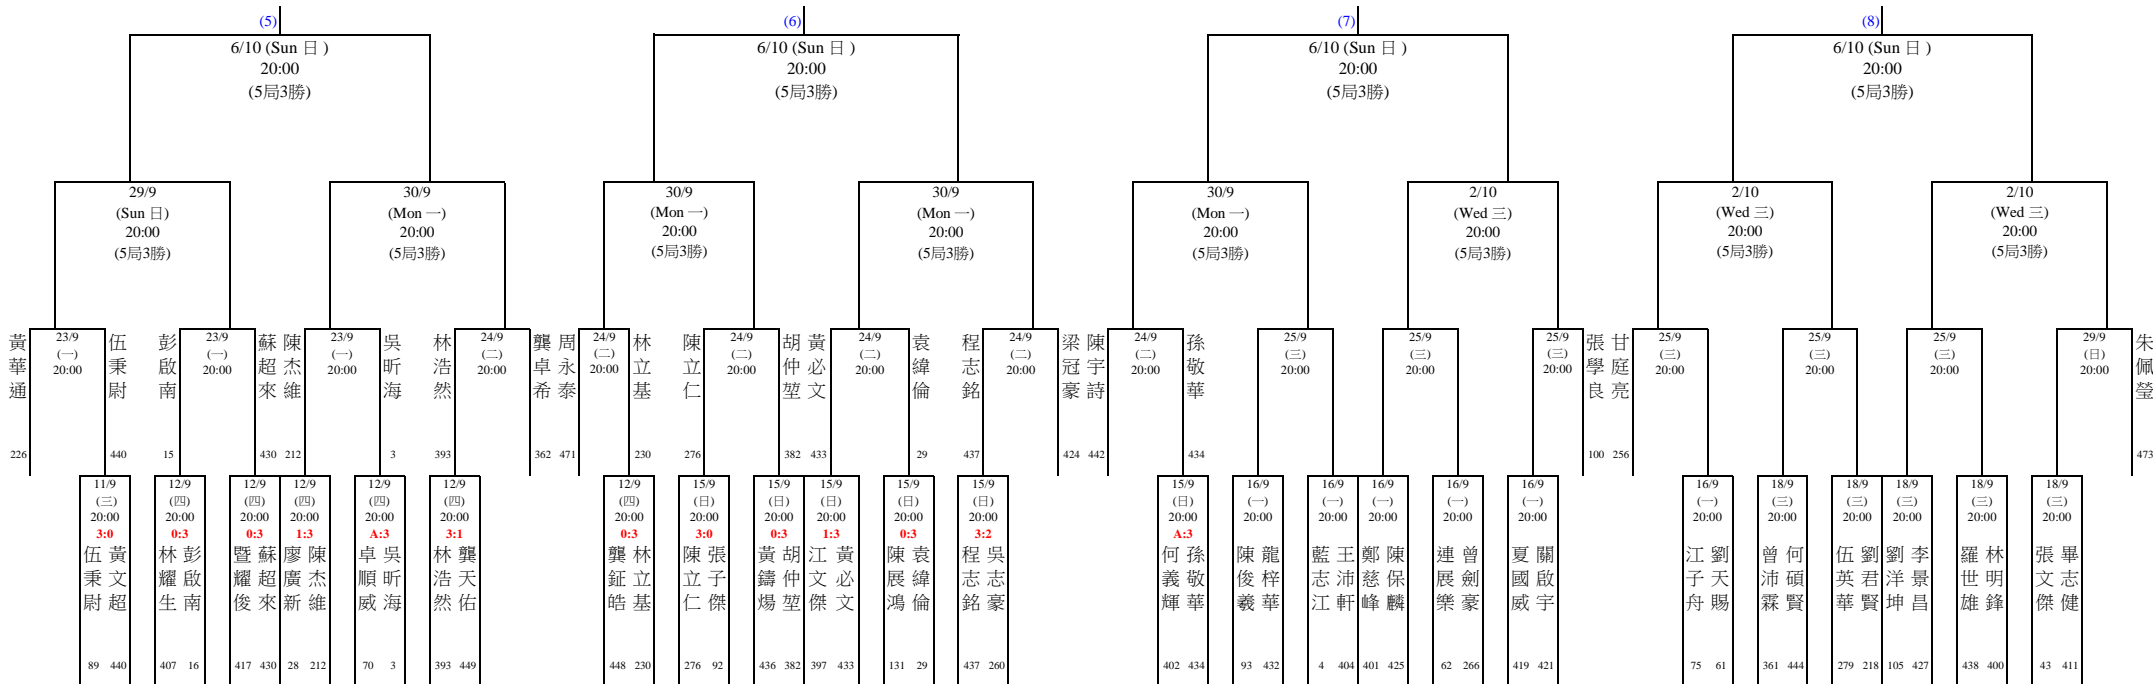 (5)
(6)
(7)
(8)
6/10 (Sun 日 )
20:00
(5局3勝)
6/10 (Sun 日 )
20:00
(5局3勝)
6/10 (Sun 日 )
20:00
(5局3勝)
6/10 (Sun 日 )
20:00
(5局3勝)
29/9
(Sun 日)
20:00
(5局3勝)
30/9
(Mon 一)
20:00
(5局3勝)
30/9
(Mon 一)
20:00
(5局3勝)
30/9
(Mon 一)
20:00
(5局3勝)
30/9
(Mon 一)
20:00
(5局3勝)
2/10
(Wed 三)
20:00
(5局3勝)
2/10
(Wed 三)
20:00
(5局3勝)
2/10
(Wed 三)
20:00
(5局3勝)
黃華通
226
23/9
(一)
20:00
伍秉尉
440
彭啟南
15
23/9
(一)
20:00
蘇超來
430
陳杰維
212
23/9
(一)
20:00
吳昕海
3
林浩然
393
24/9
(二)
20:00
龔卓希
362
周永泰
471
24/9
(二)
20:00
林立基
230
陳立仁
276
24/9
(二)
20:00
胡仲堃
382
黃必文
433
24/9
(二)
20:00
袁緯倫
29
程志銘
437
24/9
(二)
20:00
梁冠豪
424
陳宇詩
442
24/9
(二)
20:00
孫敬華
434
25/9
(三)
20:00
25/9
(三)
20:00
25/9
(三)
20:00
張學良
100
甘庭亮
256
25/9
(三)
20:00
25/9
(三)
20:00
25/9
(三)
20:00
29/9
(日)
20:00
朱佩瑩
473
11/9
(三)
20:00
3:0
伍秉尉
黃文超
89
440
12/9
(四)
20:00
0:3
林耀生
彭啟南
407
16
12/9
(四)
20:00
0:3
暨耀俊
蘇超來
417
430
12/9
(四)
20:00
1:3
廖廣新
陳杰維
28
212
12/9
(四)
20:00
A:3
卓順威
吳昕海
70
3
12/9
(四)
20:00
3:1
林浩然
龔天佑
393
449
12/9
(四)
20:00
0:3
龔鉦皓
林立基
448
230
15/9
(日)
20:00
3:0
陳立仁
張子傑
276
92
15/9
(日)
20:00
0:3
黃鑄煬
胡仲堃
436
382
15/9
(日)
20:00
1:3
江文傑
黃必文
397
433
15/9
(日)
20:00
0:3
陳展鴻
袁緯倫
131
29
15/9
(日)
20:00
3:2
程志銘
吳志豪
437
260
15/9
(日)
20:00
A:3
何義輝
孫敬華
402
434
16/9
(一)
20:00
陳俊羲
龍梓華
93
432
16/9
(一)
20:00
藍志江
王沛軒
4
404
16/9
(一)
20:00
鄭慈峰
陳保麟
401
425
16/9
(一)
20:00
連展樂
曾劍豪
62
266
16/9
(一)
20:00
夏國威
關啟宇
419
421
16/9
(一)
20:00
江子舟
劉天賜
75
61
18/9
(三)
20:00
曾沛霖
何碩賢
361
444
18/9
(三)
20:00
伍英華
劉君賢
279
218
18/9
(三)
20:00
劉洋坤
李景昌
105
427
18/9
(三)
20:00
羅世雄
林明鋒
438
400
18/9
(三)
20:00
張文傑
畢志健
43
411